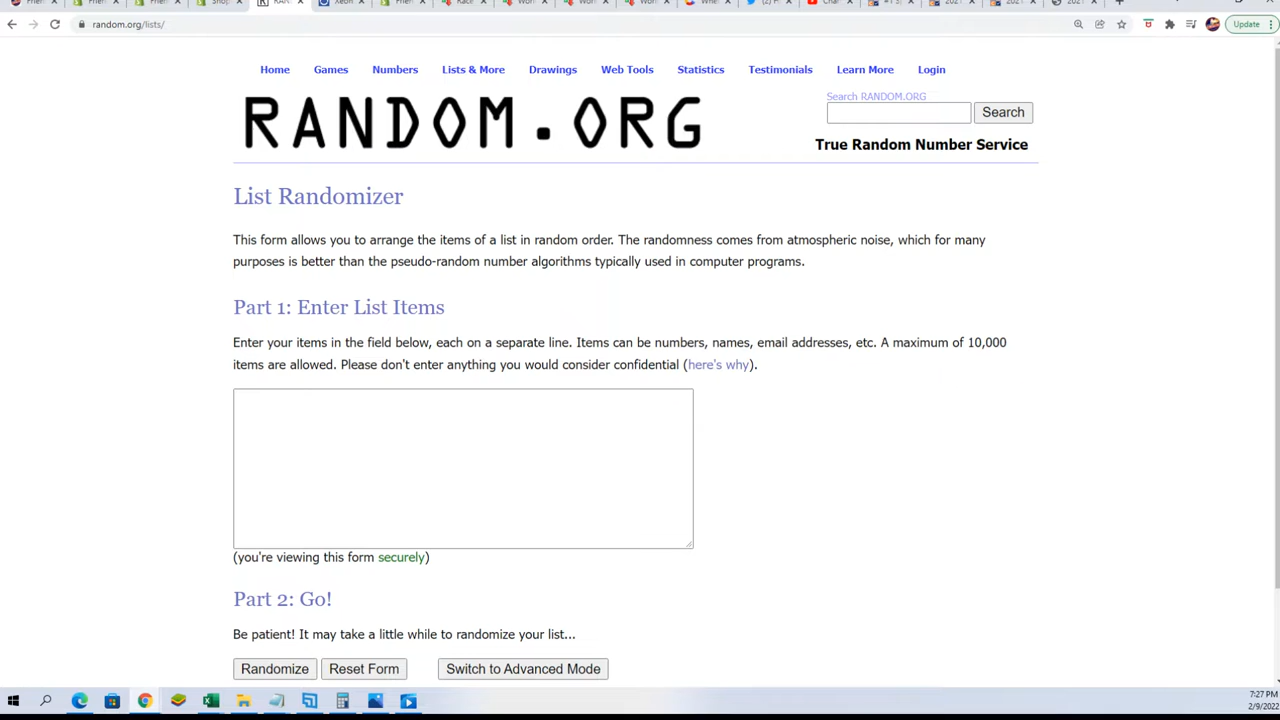 random.org/lists/
Update
Home Games Numbers Lists & More Drawings Web Tools Statistics Testimonials Learn More Login
RANDOM.ORG
Search RANDOM.ORG
Search
True Random Number Service
List Randomizer
This form allows you to arrange the items of a list in random order. The randomness comes from atmospheric noise, which for many
purposes is better than the pseudo-random number algorithms typically used in computer programs.
Part 1: Enter List Items
Enter your items in the field below, each on a separate line. Items can be numbers, names, email addresses, etc. A maximum of 10,000
items are allowed. Please don't enter anything you would consider confidential (here's why).
(you're viewing this form securely)
Part 2: Go!
Be patient! It may take a little while to randomize your list...
Randomize Reset Form Switch to Advanced Mode
7:27 PM
2/9/2022